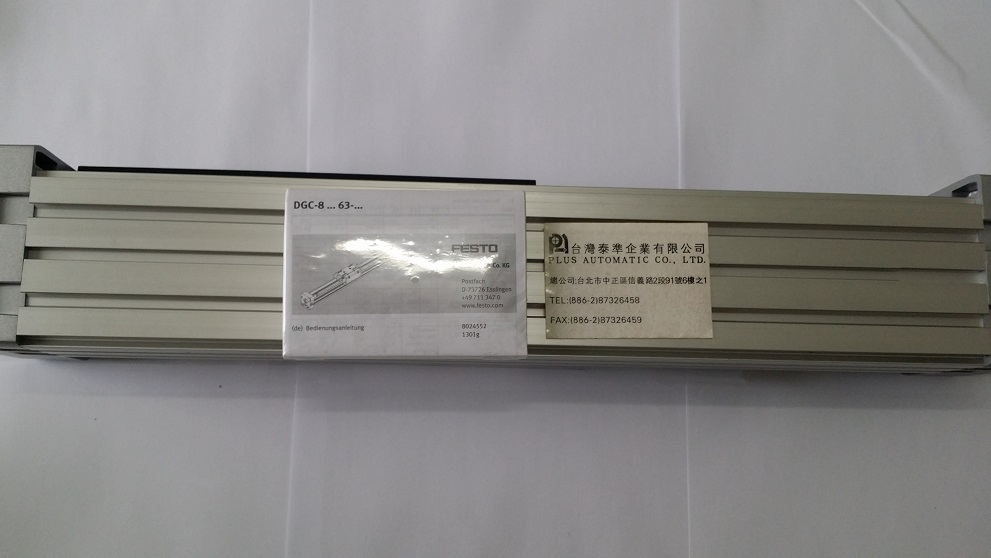 DGC-8 ... 63-...
FESTO
Co. KG
Postfach
D-73726 Esslingen
+49 711 347 0
www.festo.com
(de) Bedienungsanleitung
8024552
1301g
台灣泰準企業有限公司
PLUS AUTOMATIC CO., LTD.
總公司:台北市中正區信義路2段91號6樓之1
TEL:(886-2)87326458
FAX:(886-2)87326459